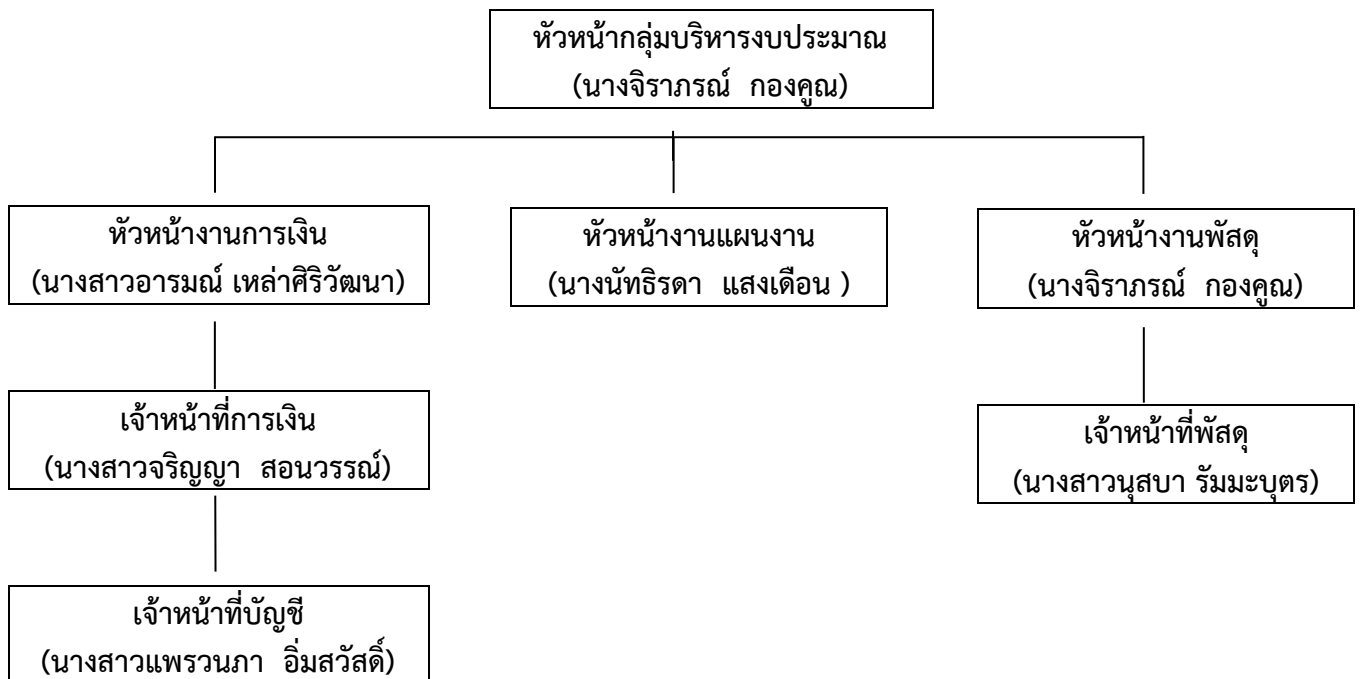 หัวหน้ากลุ่มบริหารงบประมาณ
(นางจิราภรณ์ กองคูณ)
หัวหน้างานการเงิน
(นางสาวอารมณ์ เหล่าศิริวัฒนา)
หัวหน้างานแผนงาน
(นางนัทธิรดา แสงเดือน )
หัวหน้างานพัสดุ
(นางจิราภรณ์ กองคูณ)
เจ้าหน้าที่การเงิน
(นางสาวจริญญา สอนวรรณ์)
เจ้าหน้าที่พัสดุ
(นางสาวนุสบา รัมมะบุตร)
เจ้าหน้าที่บัญชี
(นางสาวแพรวนภา อิ่มสวัสดิ์)